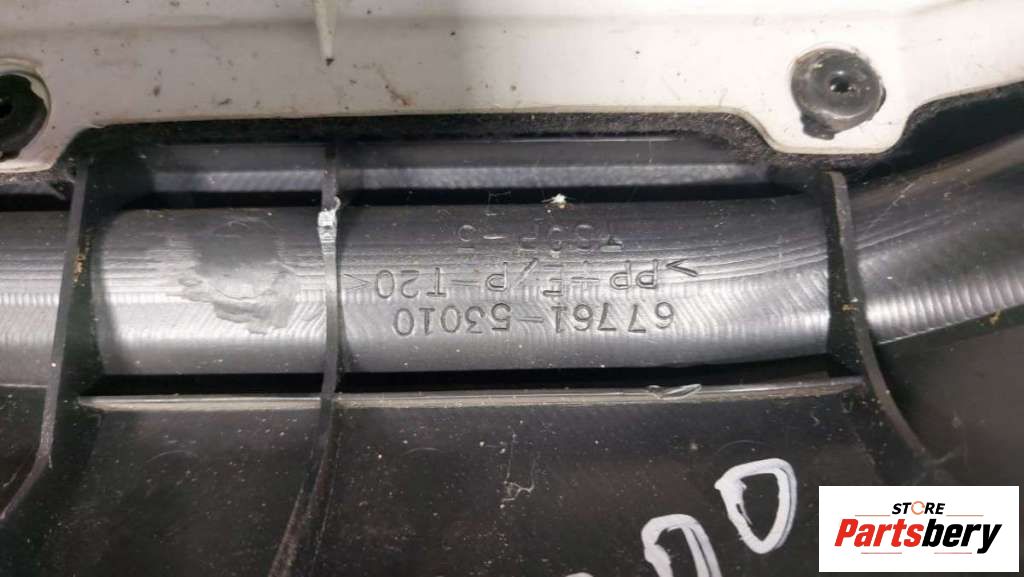 67761-53010
>PP+E/P-T20<
STORE
Partsbery